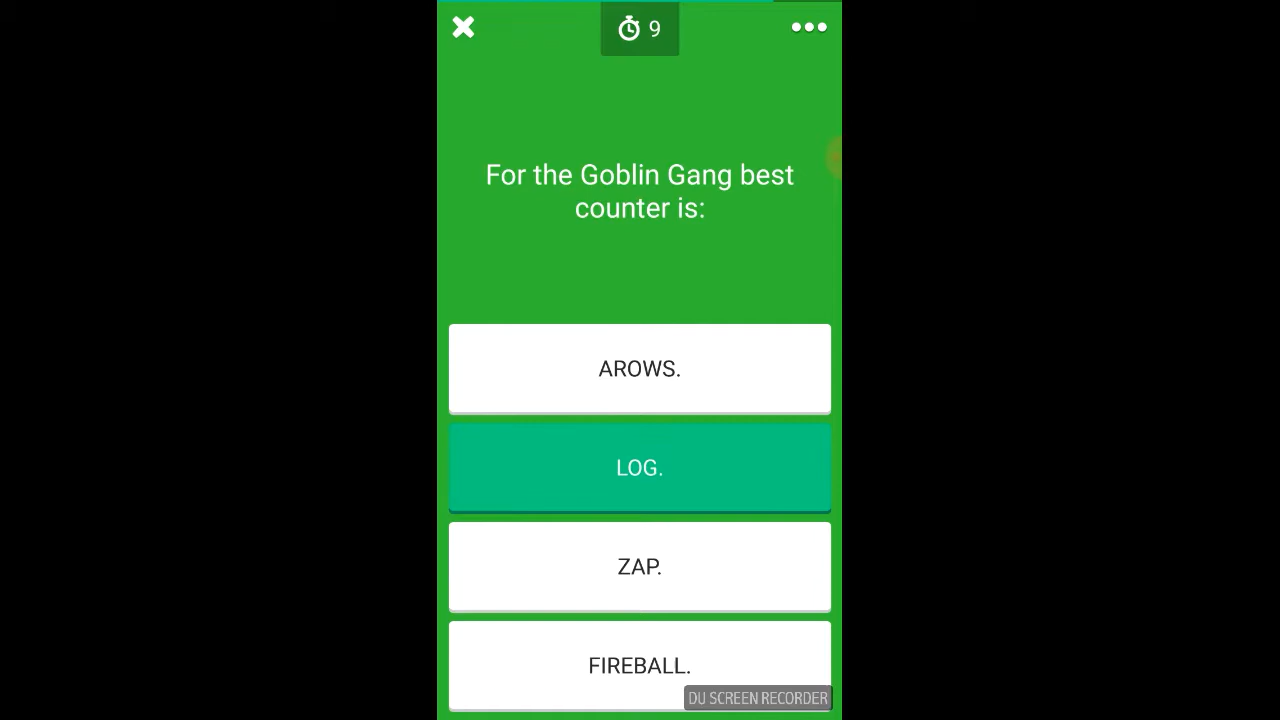 9
For the Goblin Gang best
counter is:
AROWS.
LOG.
ZAP.
FIREBALL.
DU SCREEN RECORDER